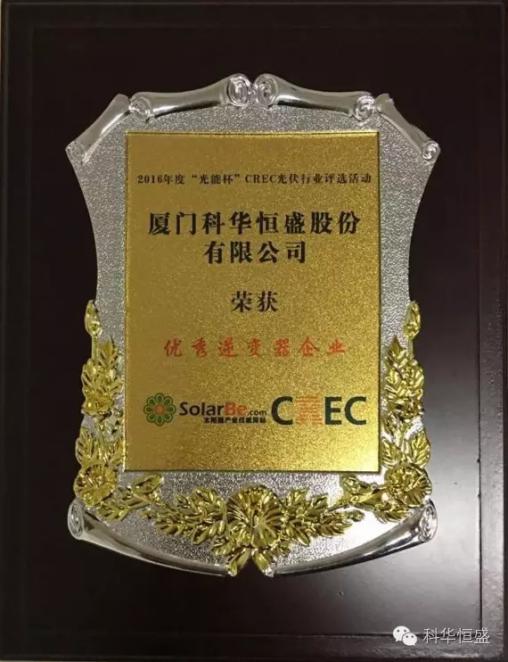 2016年度“光能杯”CREC光伏行业评选活动
厦门科华恒盛股份
有限公司
荣获
优秀逆变器企业
SolarBe.com
太阳能产业权威网站
CREC
科华恒盛